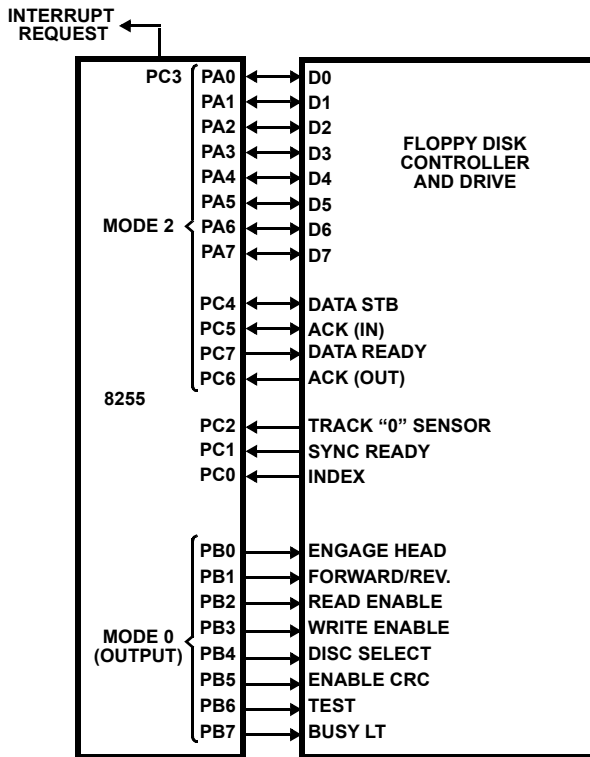 INTERRUPT
REQUEST
PC3 PA0 D0
PA1 D1
PA2 D2
PA3 D3
PA4 D4
PA5 D5
PA6 D6
PA7 D7
MODE 2
FLOPPY DISK
CONTROLLER
AND DRIVE
PC4 DATA STB
PC5 ACK (IN)
PC7 DATA READY
PC6 ACK (OUT)
8255
PC2 TRACK “0” SENSOR
PC1 SYNC READY
PC0 INDEX
PB0 ENGAGE HEAD
PB1 FORWARD/REV.
PB2 READ ENABLE
PB3 WRITE ENABLE
PB4 DISC SELECT
PB5 ENABLE CRC
PB6 TEST
PB7 BUSY LT
MODE 0
(OUTPUT)